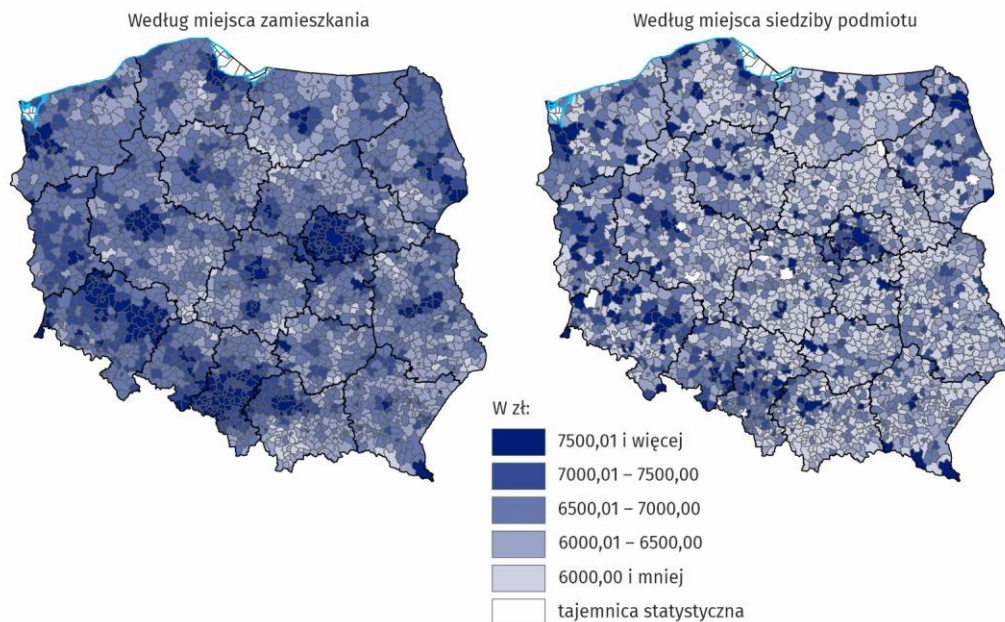 Według miejsca zamieszkania
Według miejsca siedziby podmiotu
W zł:
7500,01 i więcej
7000,01 – 7500,00
6500,01 – 7000,00
6000,01 – 6500,00
6000,00 i mniej
tajemnica statystyczna